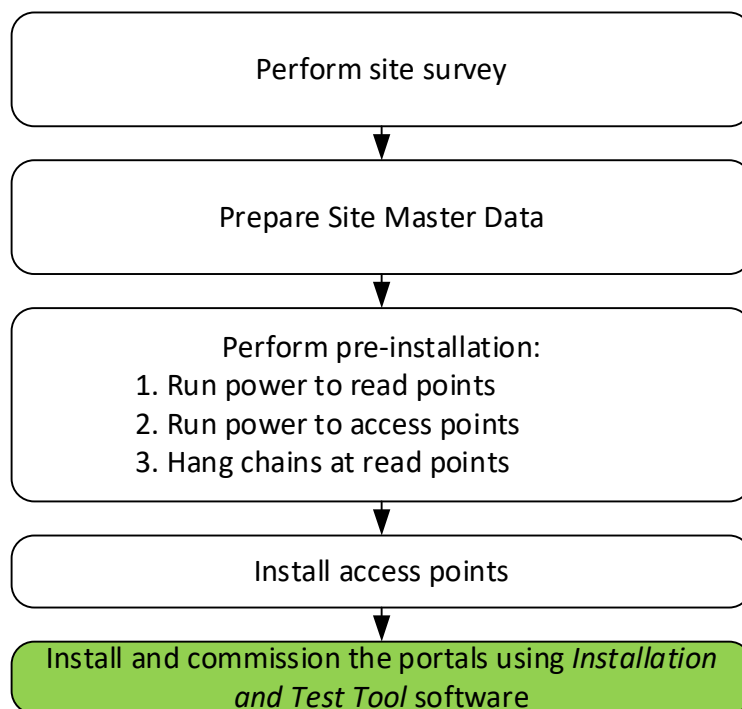 Perform site survey
Prepare Site Master Data
Perform pre-installation:
1. Run power to read points
2. Run power to access points
3. Hang chains at read points
Install access points
Install and commission the portals using Installation
and Test Tool software